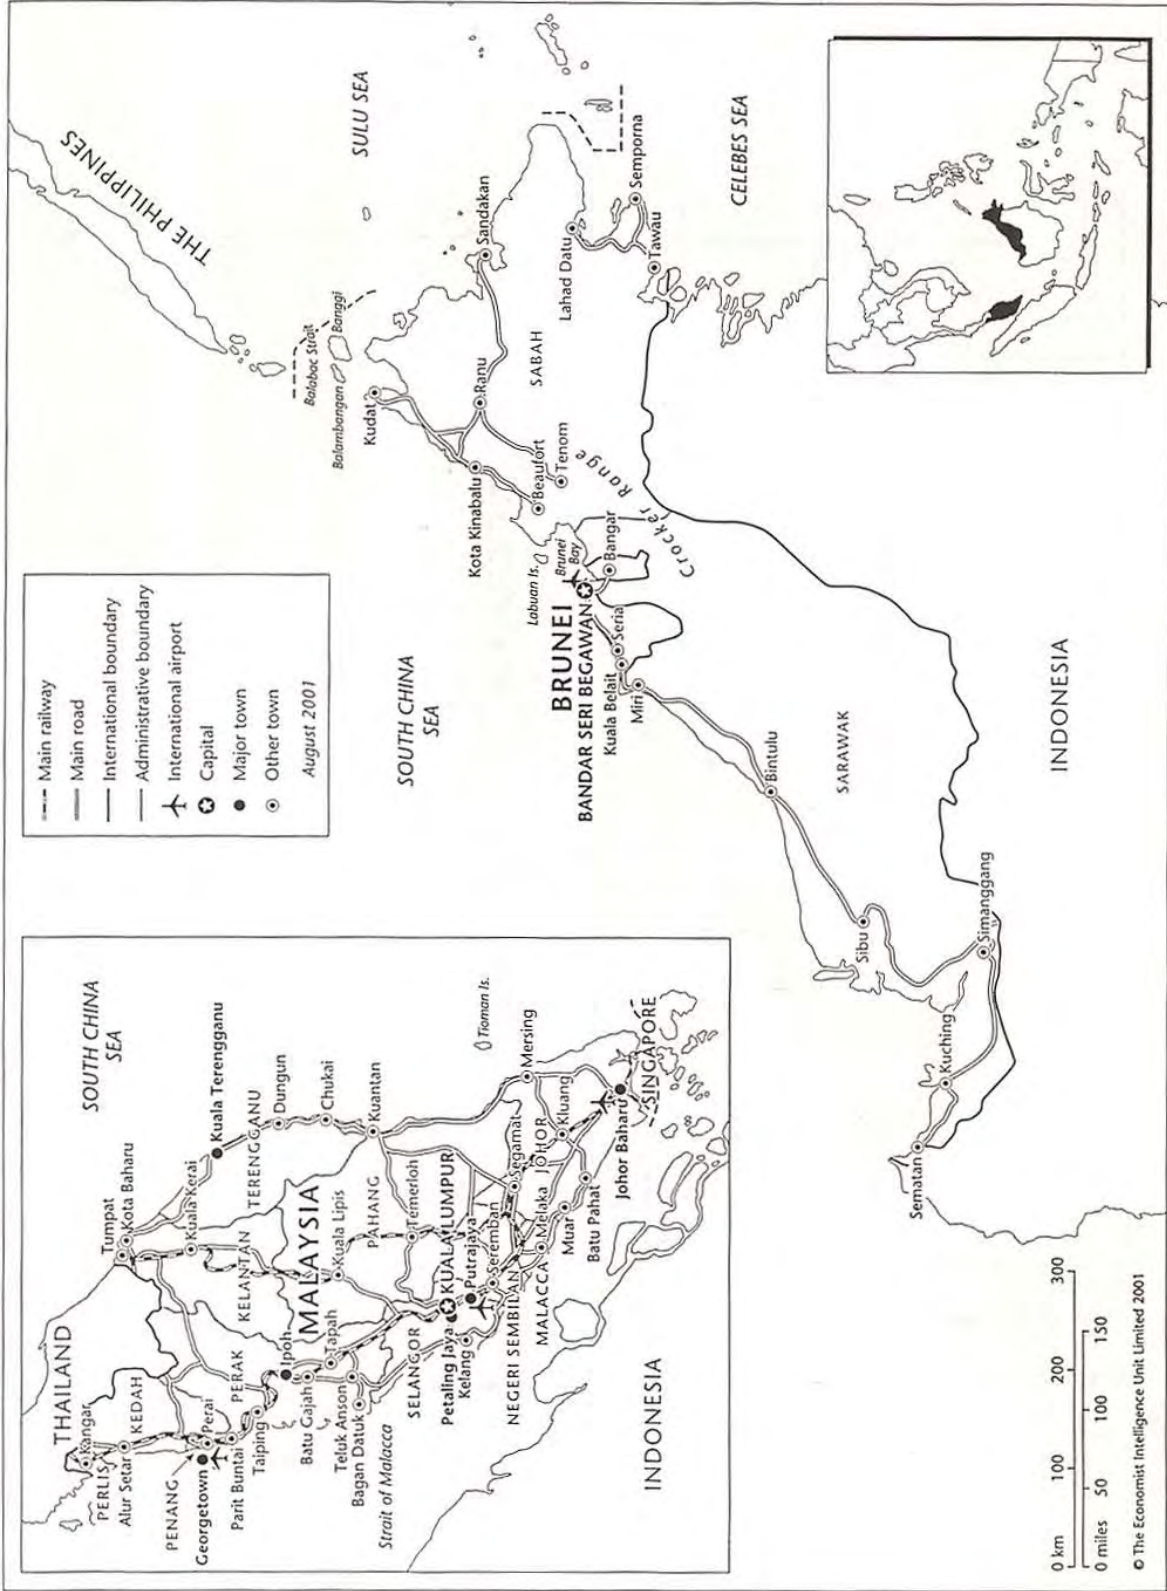 THAILAND
Kangar
PERLIS
Alur Setar
KEDAH
PENANG
Georgetown
Perai
Parit Buntai
Taiping
PERAK
Ipoh
Batu Gajah
Tapah
Teluk Anson
Bagan Datuk
Strait of Malacca
Tumpat
Kota Baharu
Kuala Kerai
KELANTAN
Kuala Terengganu
TERENGGANU
Dungun
Chukai
Kuantan
MALAYSIA
Kuala Lipis
PAHANG
Temerloh
SELANGOR
KUALA LUMPUR
Petaling Jaya
Putrajaya
Kelang
Seremban
NEGERI SEMBILAN
MALACCA
Melaka
Segamat
JOHOR
Muar
Batu Pahat
Kluang
Mersing
Johor Baharu
SINGAPORE
Tioman Is.
SOUTH CHINA
SEA
INDONESIA
Main railway
Main road
International boundary
Administrative boundary
International airport
Capital
Major town
Other town
August 2001
THE PHILIPPINES
SULU SEA
Balabac Strait
Balambangan
Banggi
Kudat
Kota Kinabalu
Ranu
Sandakan
SABAH
Beaufort
Tenom
Lahad Datu
Semporna
Tawau
CELEBES SEA
SOUTH CHINA
SEA
Labuan Is.
Brunei
Bay
BRUNEI
BANDAR SERI BEGAWAN
Bangar
Crocker Range
Seria
Kuala Belait
Miri
Bintulu
SARAWAK
Sibu
Simanggang
Kuching
Sematan
INDONESIA
0 km 100 200 300
0 miles 50 100 150
© The Economist Intelligence Unit Limited 2001